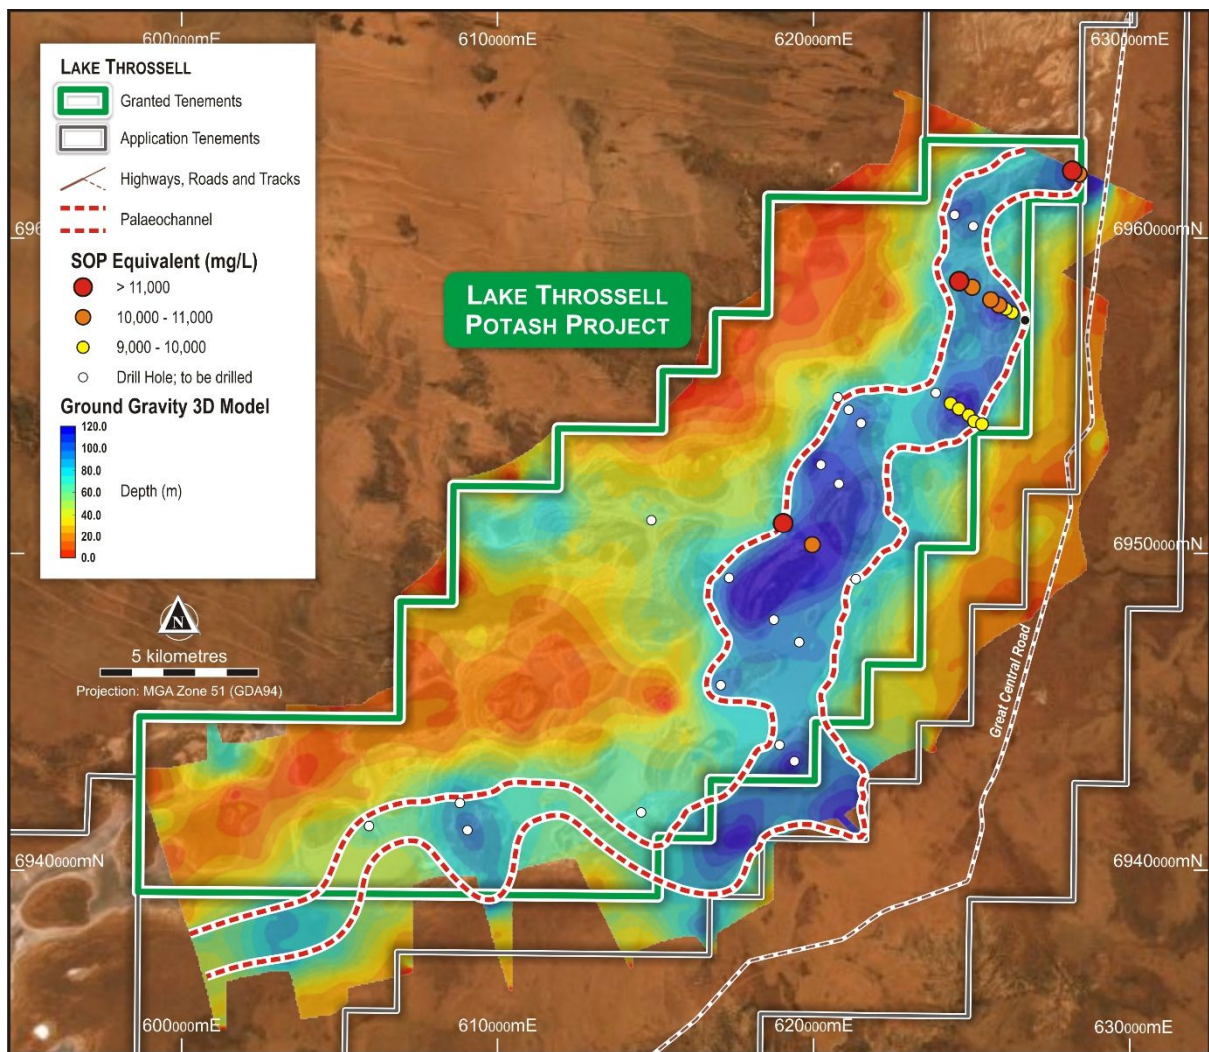 600000mE
610000mE
620000mE
630000mE
LAKE THROSSELL
Granted Tenements
Application Tenements
Highways, Roads and Tracks
Palaeochannel
SOP Equivalent (mg/L)
> 11,000
10,000 - 11,000
9,000 - 10,000
Drill Hole; to be drilled
Ground Gravity 3D Model
120.0
100.0
80.0
60.0
40.0
20.0
0.0
Depth (m)
696
6960000mN
LAKE THROSSELL
POTASH PROJECT
6950000mN
N
5 kilometres
Projection: MGA Zone 51 (GDA94)
Great Central Road
6940000mN
6940000mN
600000mE
610000mE
620000mE
630000mE